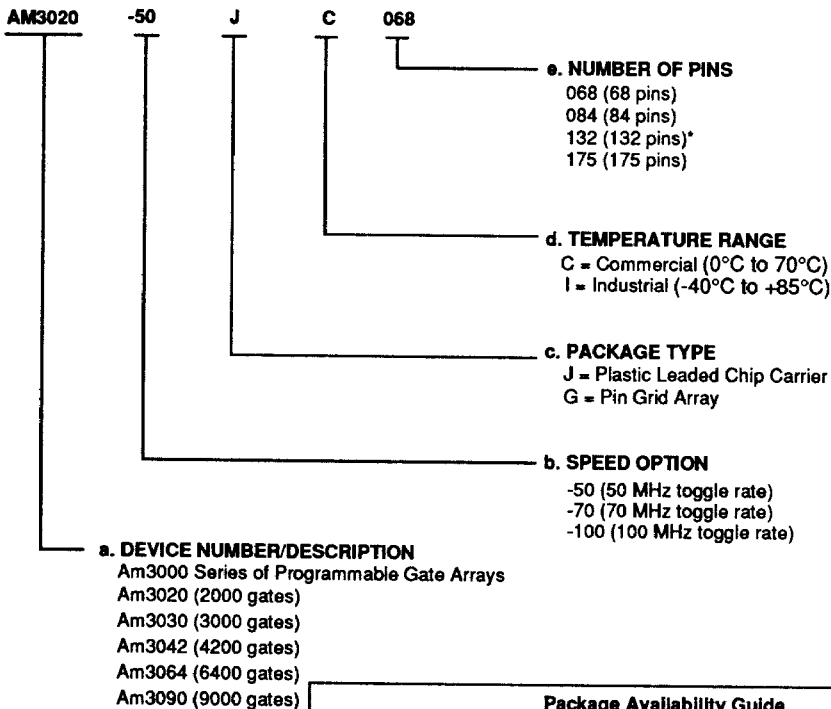 AM3020 -50 J C 068
e. NUMBER OF PINS
068 (68 pins)
084 (84 pins)
132 (132 pins)*
175 (175 pins)
d. TEMPERATURE RANGE
C = Commercial (0°C to 70°C)
I = Industrial (-40°C to +85°C)
c. PACKAGE TYPE
J = Plastic Leaded Chip Carrier
G = Pin Grid Array
b. SPEED OPTION
-50 (50 MHz toggle rate)
-70 (70 MHz toggle rate)
-100 (100 MHz toggle rate)
a. DEVICE NUMBER/DESCRIPTION
Am3000 Series of Programmable Gate Arrays
Am3020 (2000 gates)
Am3030 (3000 gates)
Am3042 (4200 gates)
Am3064 (6400 gates)
Am3090 (9000 gates)
Package Availability Guide